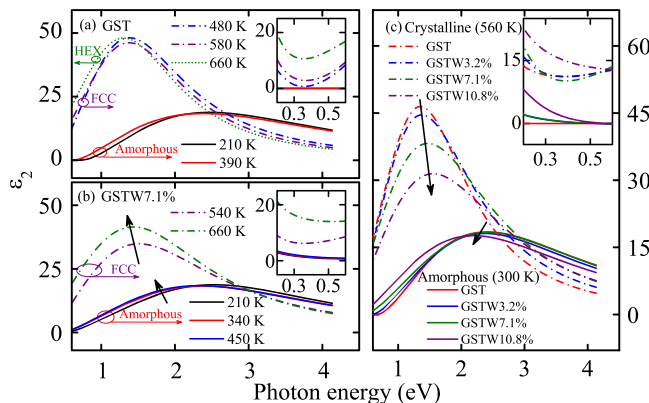 (a) GST
480 K
580 K
660 K
HEX
FCC
Amorphous
210 K
390 K
50
25
0
20
0
0.3 0.5
ε2
(b) GSTW7.1%
540 K
660 K
FCC
Amorphous
210 K
340 K
450 K
50
25
0
20
0
0.3 0.5
1 2 3 4
(c) Crystalline (560 K)
GST
GSTW3.2%
GSTW7.1%
GSTW10.8%
15
0
0.3 0.5
60
45
30
15
0
Amorphous (300 K)
GST
GSTW3.2%
GSTW7.1%
GSTW10.8%
1 2 3 4
Photon energy (eV)